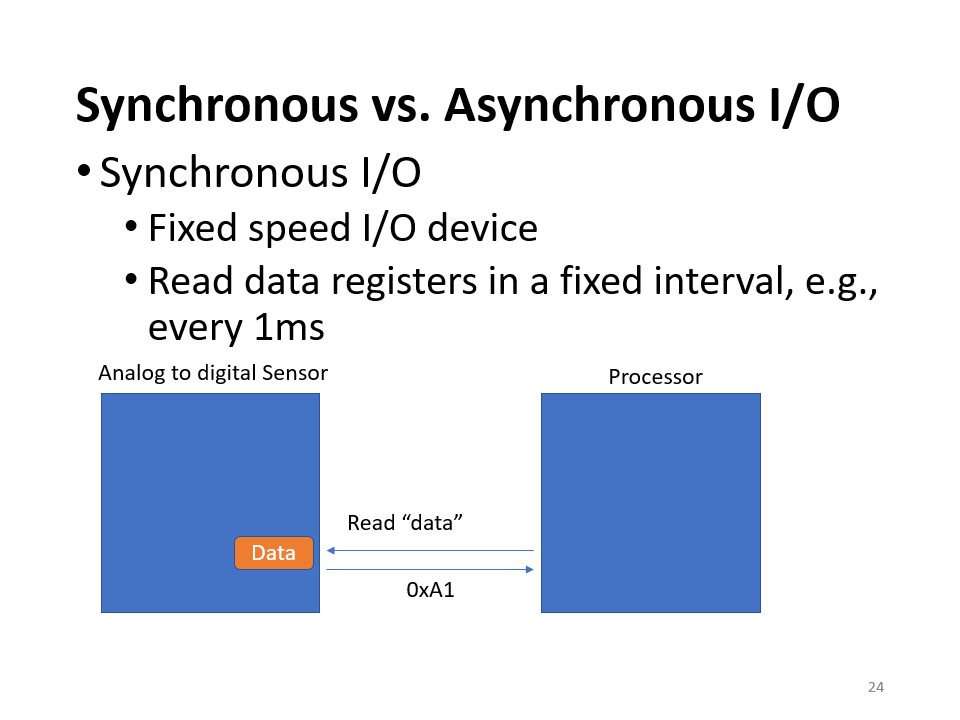 Synchronous vs. Asynchronous I/O
• Synchronous I/O
• Fixed speed I/O device
• Read data registers in a fixed interval, e.g.,
every 1ms
Analog to digital Sensor
Processor
Read “data”
Data
0xA1
24